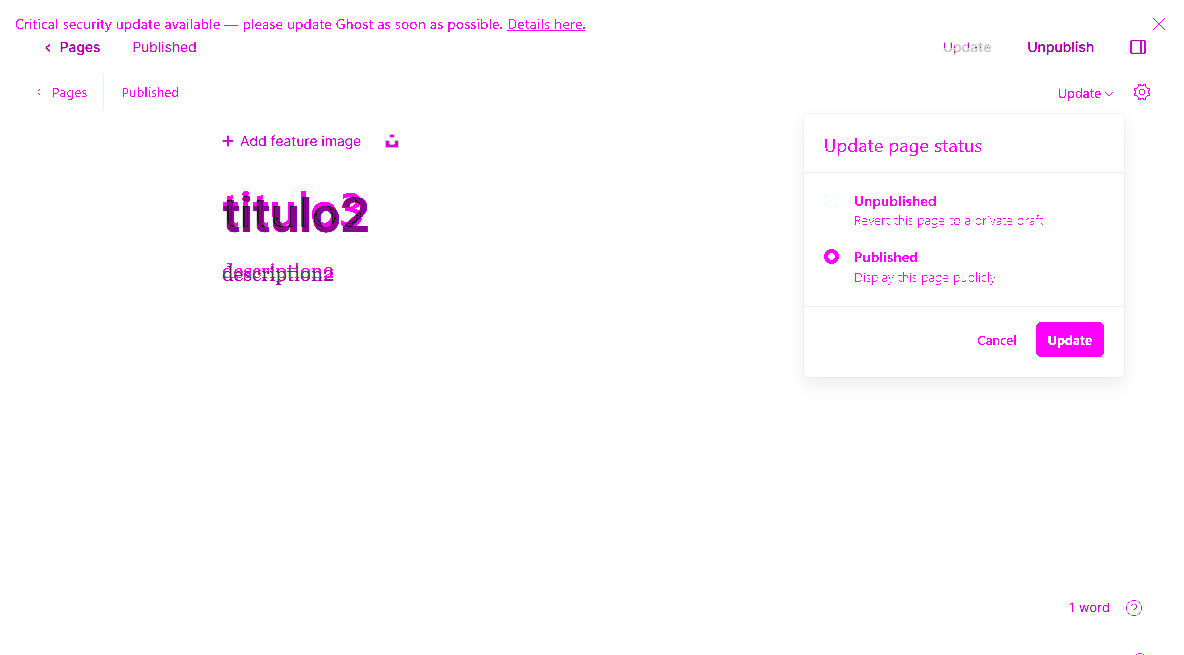 Critical security update available — please update Ghost as soon as possible. Details here.
Pages Published Update Unpublish
Pages Published Update
Add feature image
Update page status
titulo2
Unpublished
Revert this page to a private draft
Published
Display this page publicly
description2
Cancel Update
1 word